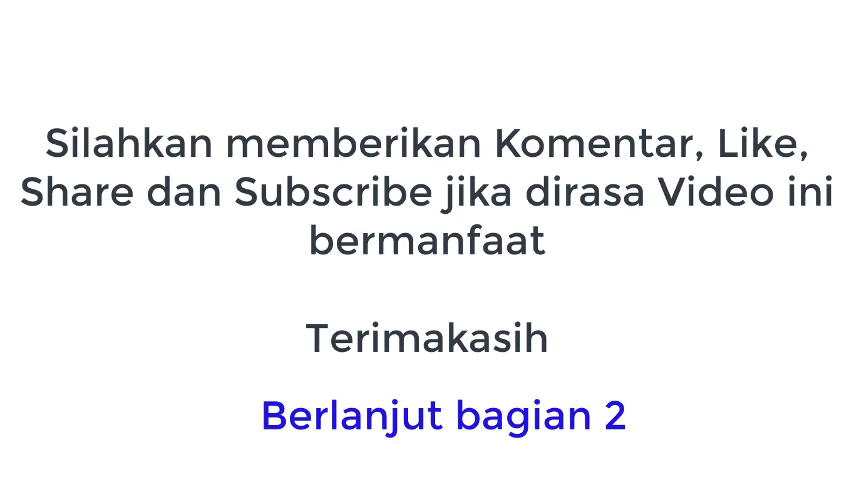 Silahkan memberikan Komentar, Like,
Share dan Subscribe jika dirasa Video ini
bermanfaat
Terimakasih
Berlanjut bagian 2